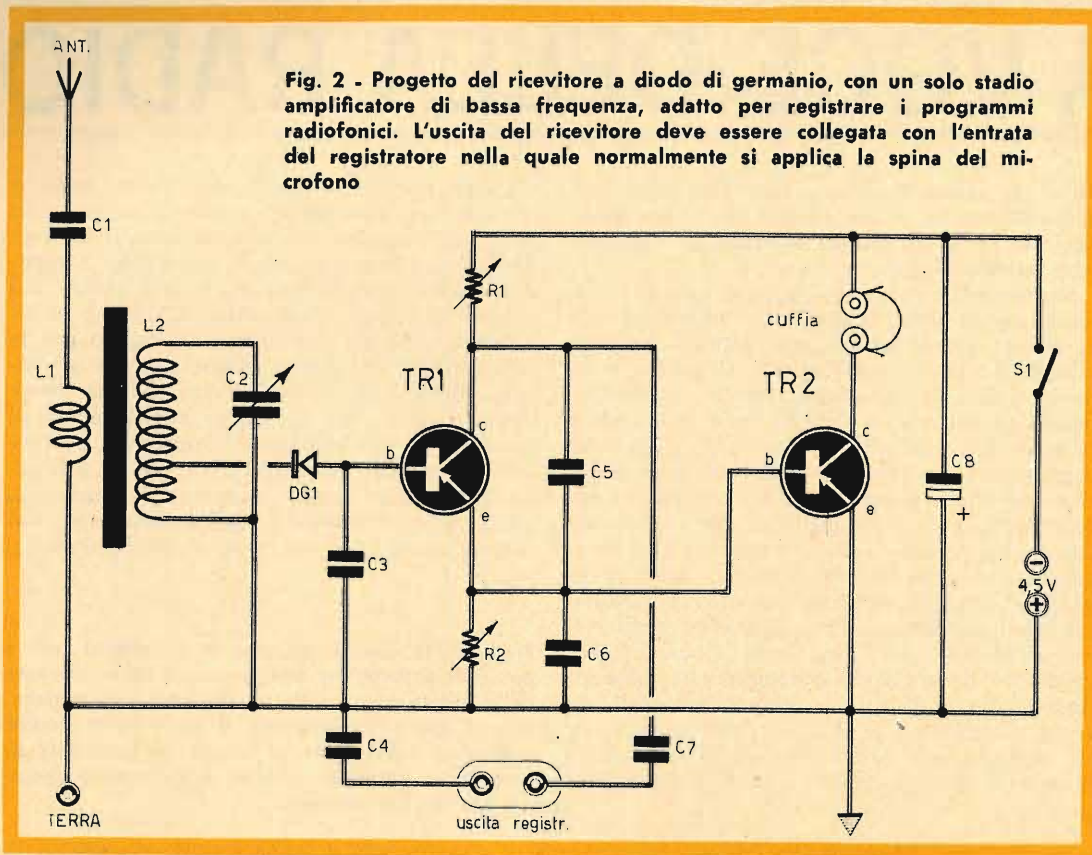 ANT.
Fig. 2 - Progetto del ricevitore a diodo di germanio, con un solo stadio
amplificatore di bassa frequenza, adatto per registrare i programmi
radiofonici. L'uscita del ricevitore deve essere collegata con l'entrata
del registratore nella quale normalmente si applica la spina del mi-
crofono
C1
L1
L2
C2
DG1
R1
TR1
b
c
e
C3
C5
R2
C6
C4
C7
uscita registr.
cuffia
TR2
b
c
e
C8
+
S1
−
4,5V
+
TERRA